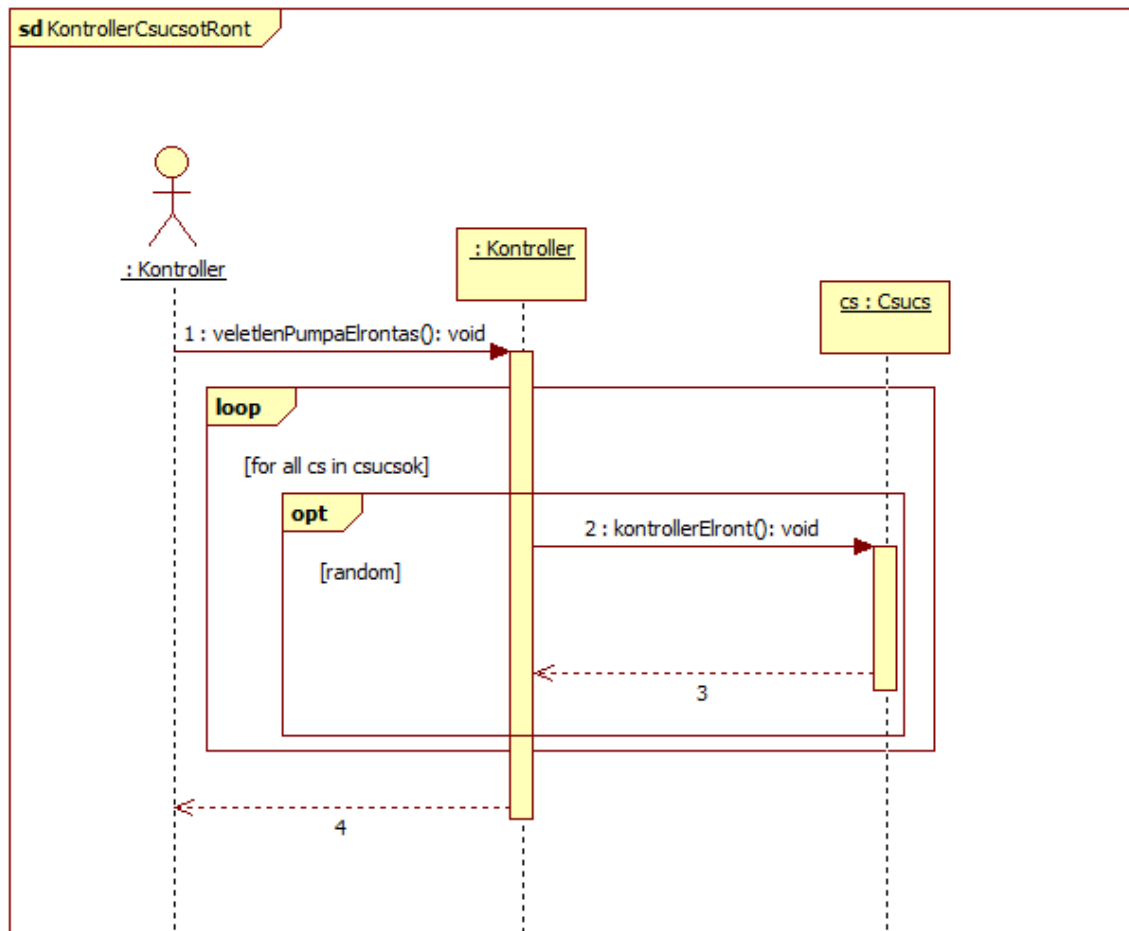 sd KontrollerCsucsotRont
: Kontroller
: Kontroller
cs : Csucs
1 : veletlenPumpaElrontas(): void
loop
[for all cs in csucsok]
opt
2 : kontrollerElront(): void
[random]
3
4